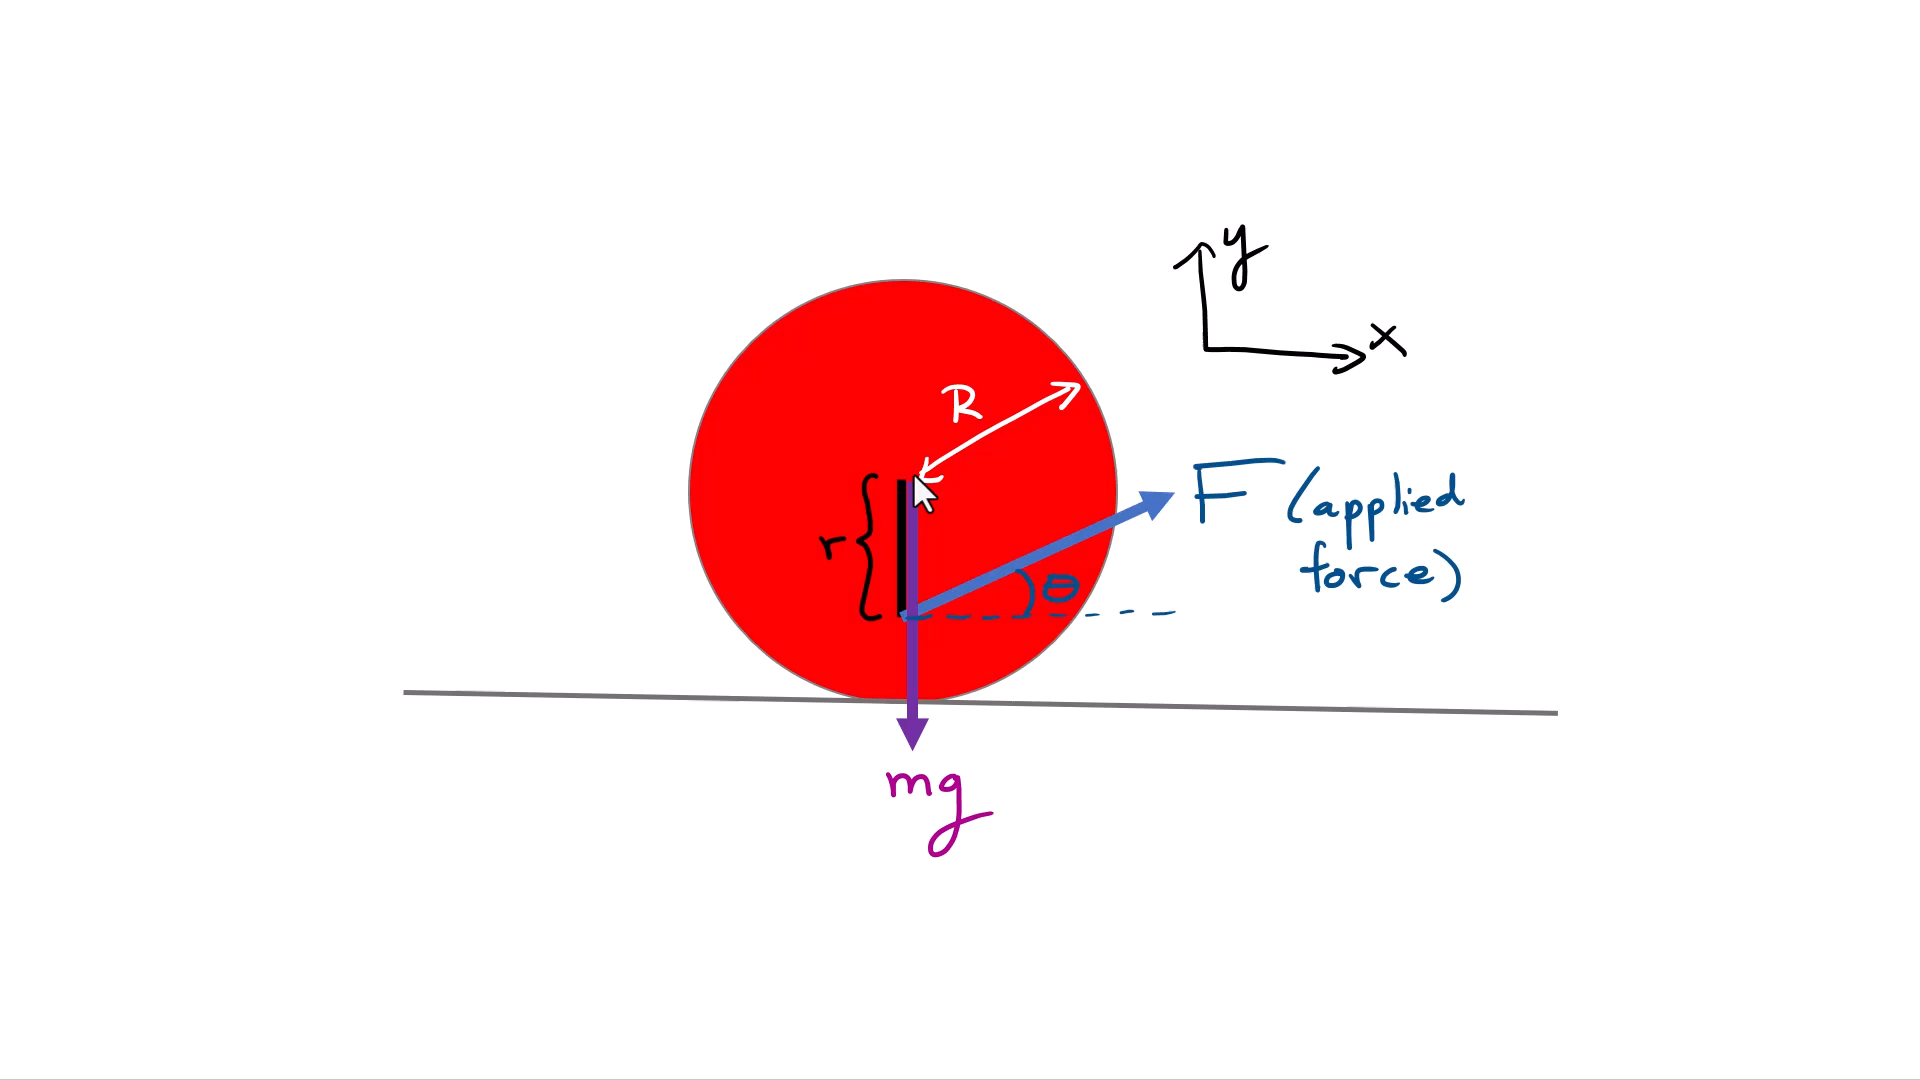 y
x
R
F (applied
force)
r
θ
mg